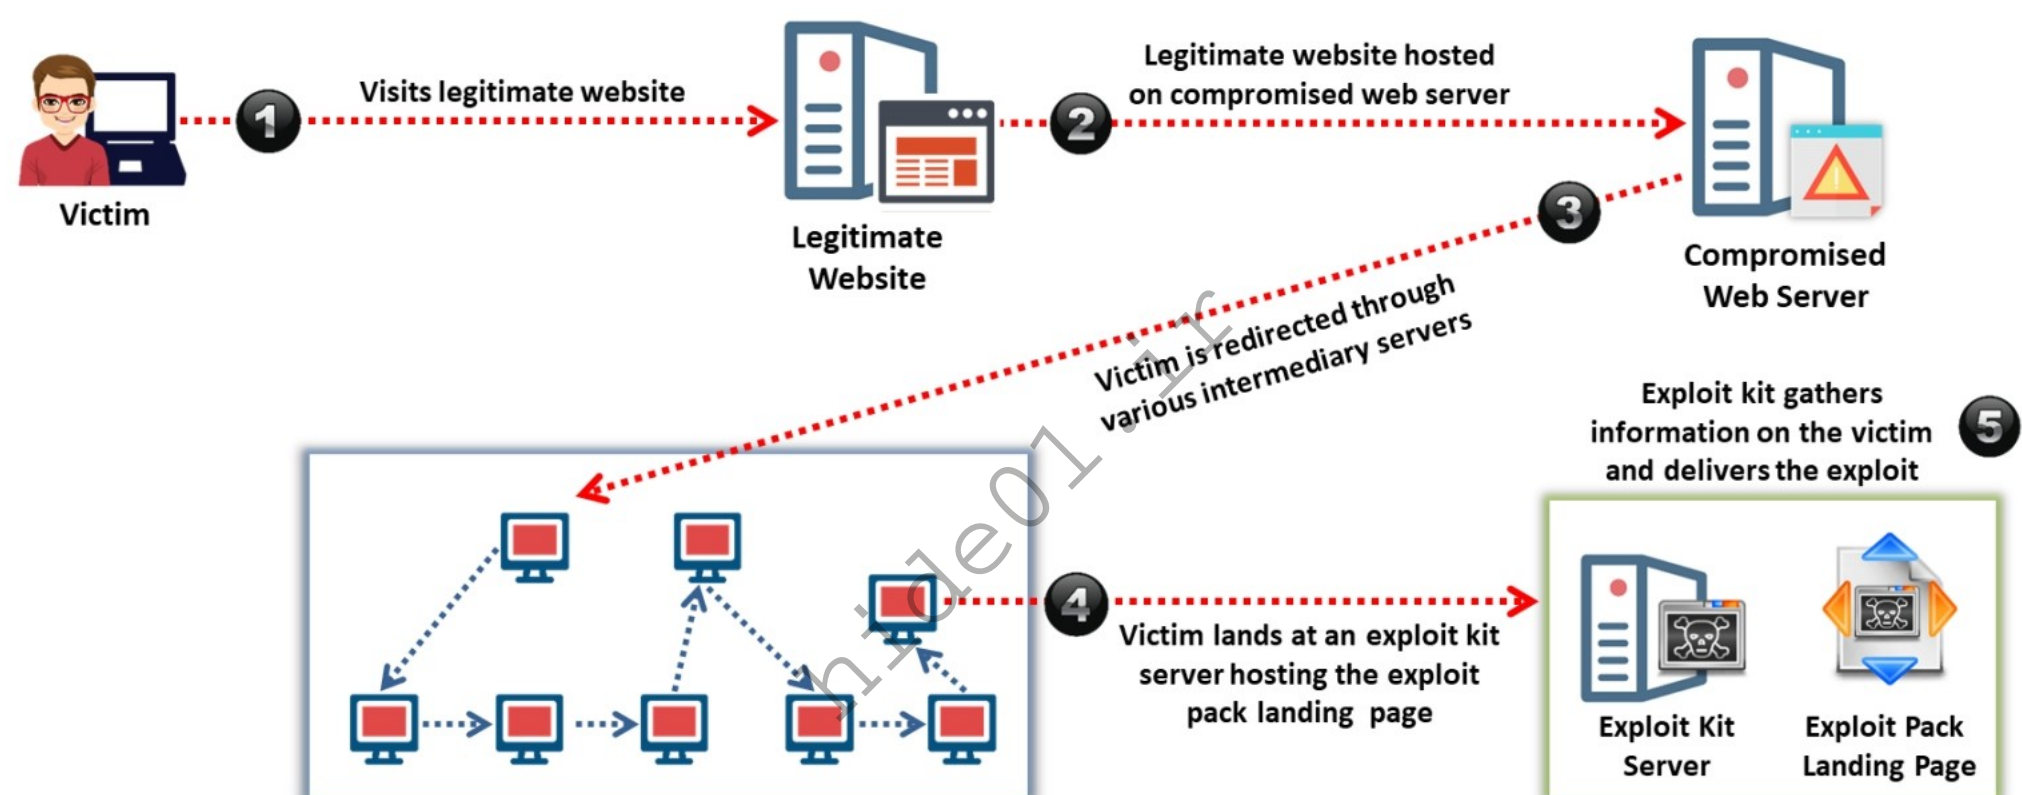 1
Visits legitimate website
2
Legitimate website hosted
on compromised web server
Victim
Legitimate
Website
3
Compromised
Web Server
Victim is redirected through
various intermediary servers
Exploit kit gathers
information on the victim
and delivers the exploit
5
4
Victim lands at an exploit kit
server hosting the exploit
pack landing page
Exploit Kit
Server
Exploit Pack
Landing Page
hide01.ir